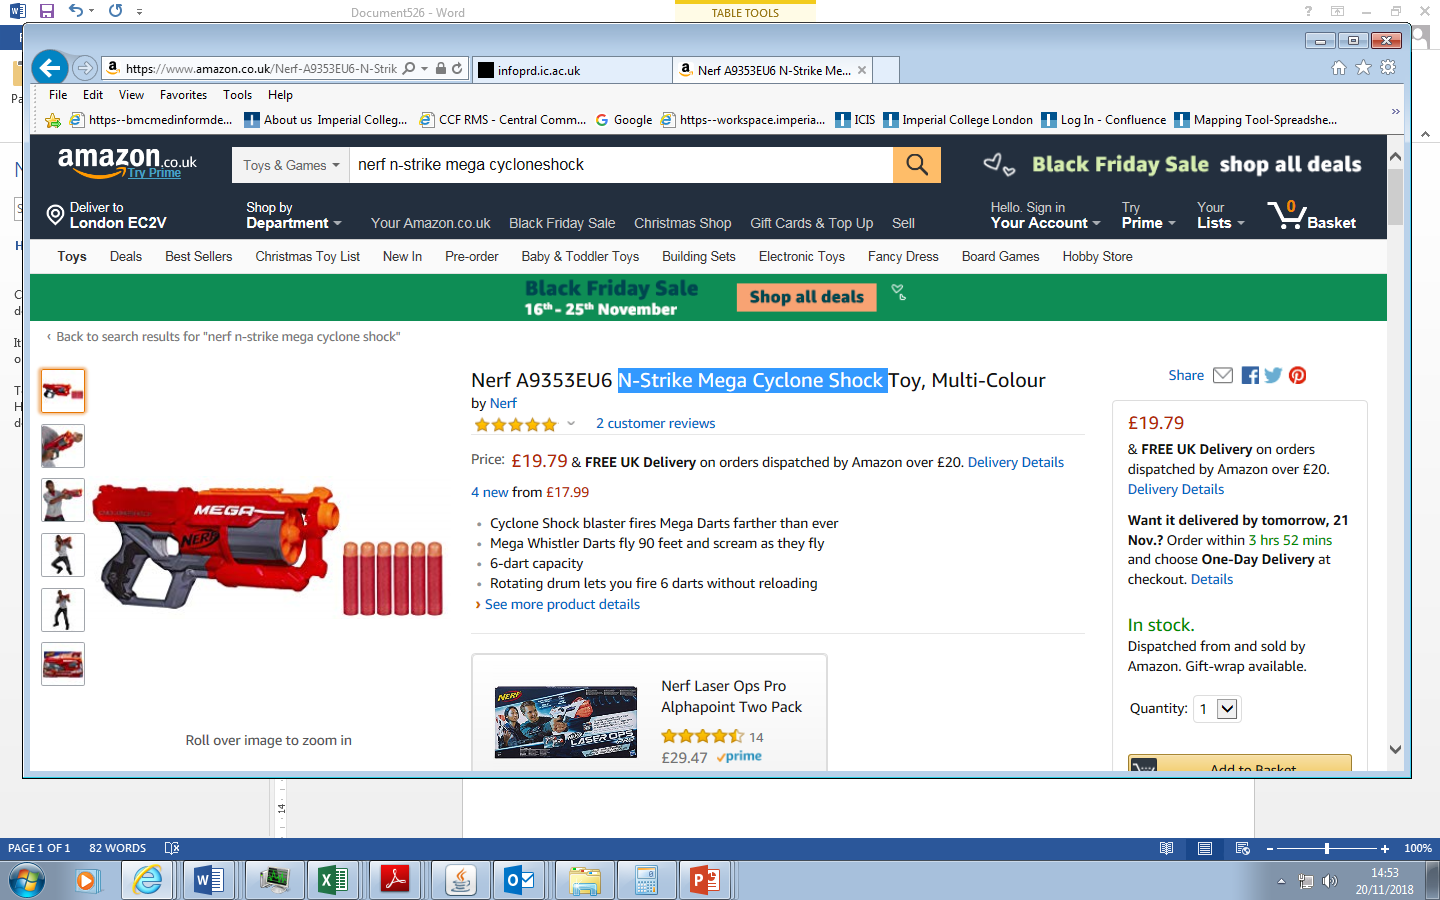 Document526 - Word
TABLE TOOLS
https://www.amazon.co.uk/Nerf-A9353EU6-N-Strik
infoprd.ic.ac.uk
Nerf A9353EU6 N-Strike Me...
File Edit View Favorites Tools Help
https--bmcmedinformde...
About us Imperial Colleg...
CCF RMS - Central Comm...
Google
https--workspace.imperia...
ICIS
Imperial College London
Log In - Confluence
Mapping Tool-Spreadshe...
amazon.co.uk
Try Prime
Toys & Games
nerf n-strike mega cycloneshock
Black Friday Sale shop all deals
Deliver to
London EC2V
Shop by
Department
Your Amazon.co.uk Black Friday Sale Christmas Shop Gift Cards & Top Up Sell
Hello. Sign in
Your Account
Try
Prime
Your
Lists
0
Basket
Toys Deals Best Sellers Christmas Toy List New In Pre-order Baby & Toddler Toys Building Sets Electronic Toys Fancy Dress Board Games Hobby Store
Black Friday Sale
16th - 25th November
Shop all deals
‹ Back to search results for "nerf n-strike mega cyclone shock"
Nerf A9353EU6 N-Strike Mega Cyclone Shock Toy, Multi-Colour
by Nerf
2 customer reviews
Price: £19.79 & FREE UK Delivery on orders dispatched by Amazon over £20. Delivery Details
4 new from £17.99
• Cyclone Shock blaster fires Mega Darts farther than ever
• Mega Whistler Darts fly 90 feet and scream as they fly
• 6-dart capacity
• Rotating drum lets you fire 6 darts without reloading
› See more product details
MEGA
NERF
Roll over image to zoom in
NERF
LASER OPS
Nerf Laser Ops Pro
Alphapoint Two Pack
14
£29.47 prime
Share
£19.79
& FREE UK Delivery on orders
dispatched by Amazon over £20.
Delivery Details
Want it delivered by tomorrow, 21
Nov.? Order within 3 hrs 52 mins
and choose One-Day Delivery at
checkout. Details
In stock.
Dispatched from and sold by
Amazon. Gift-wrap available.
Quantity: 1
Add to Basket
14
PAGE 1 OF 1 82 WORDS
100%
14:53
20/11/2018